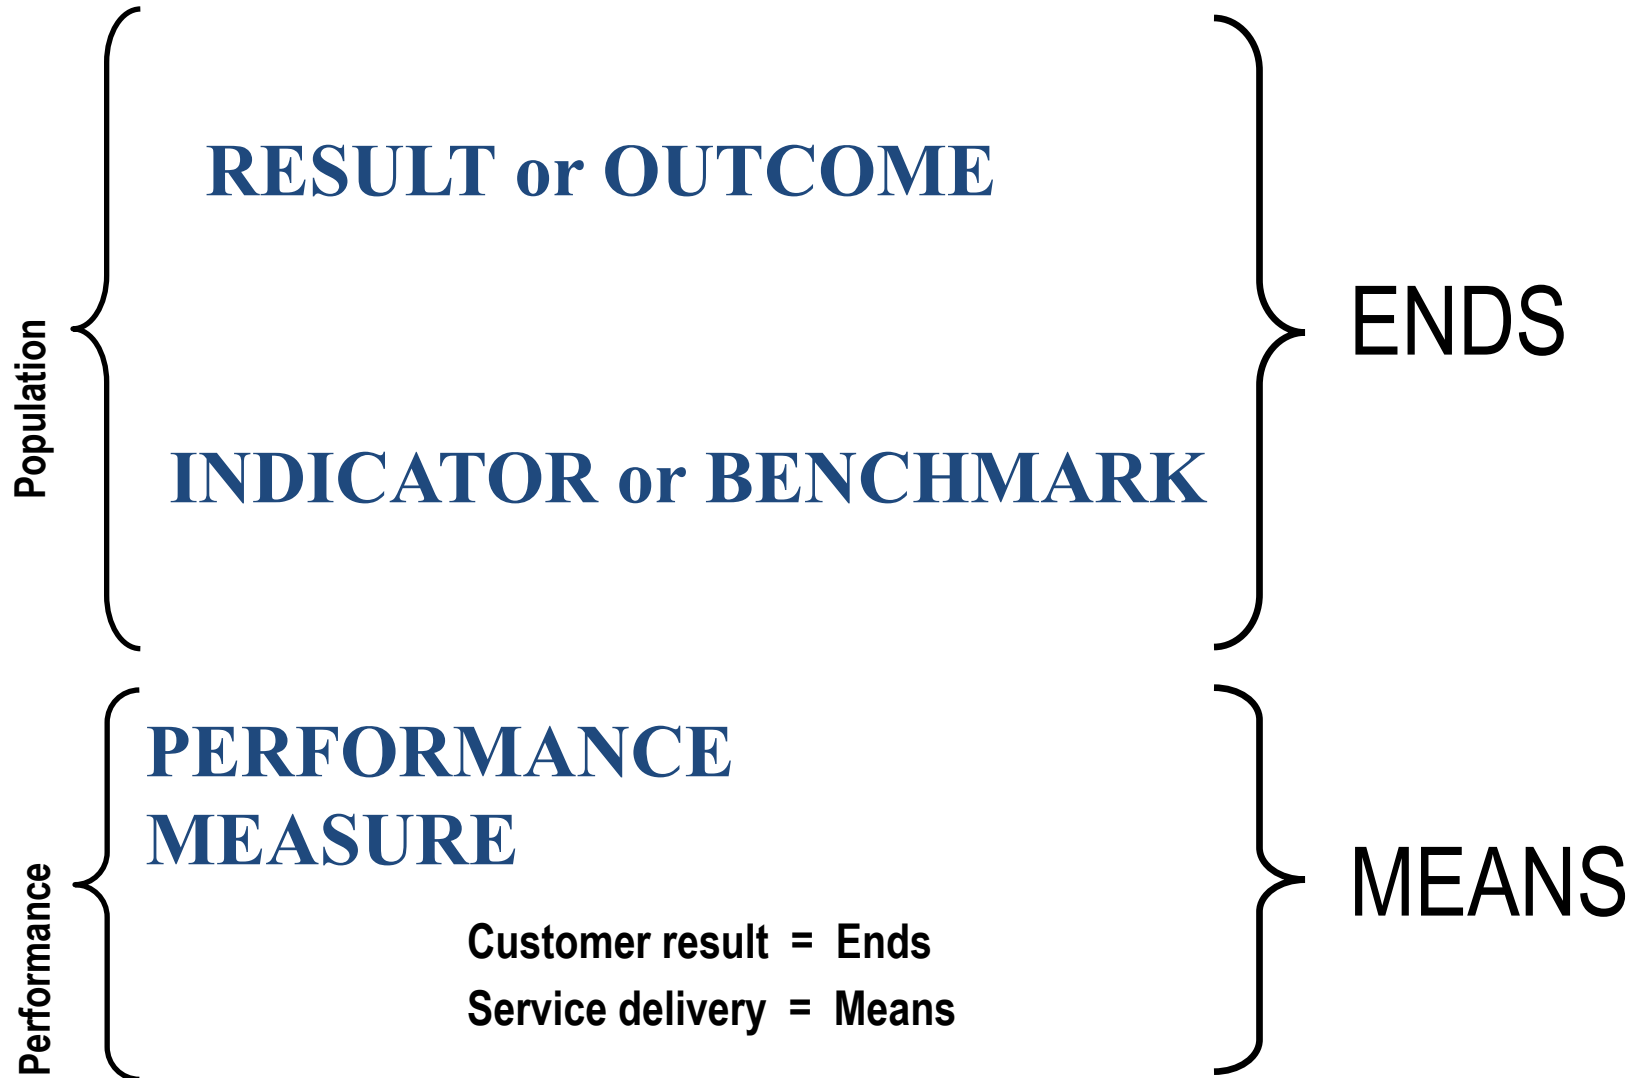 Population
RESULT or OUTCOME
INDICATOR or BENCHMARK
ENDS
Performance
PERFORMANCE
MEASURE
Customer result = Ends
Service delivery = Means
MEANS